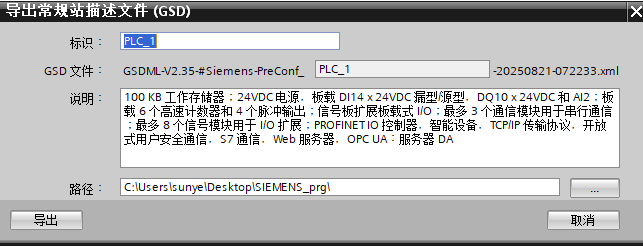 导出常规站描述文件 (GSD)
标识： PLC_1
GSD 文件： GSDML-V2.35-#Siemens-PreConf_ PLC_1 -20250821-072233.xml
说明： 100 KB 工作存储器；24VDC 电源，板载 DI14 x 24VDC 漏型/源型，DQ10 x 24VDC 和 AI2；板
载 6 个高速计数器和 4 个脉冲输出；信号板扩展板载式 I/O；最多 3 个通信模块用于串行通信
；最多 8 个信号模块用于 I/O 扩展；PROFINET IO 控制器，智能设备，TCP/IP 传输协议，开放
式用户安全通信，S7 通信，Web 服务器，OPC UA：服务器 DA
路径： C:\Users\sunye\Desktop\SIEMENS_prg\ ...
导出 取消